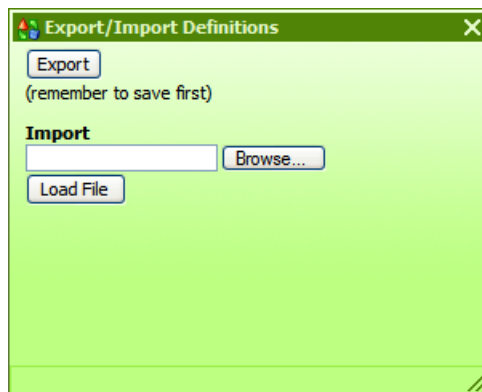 Export/Import Definitions
Export
(remember to save first)
Import
Browse...
Load File